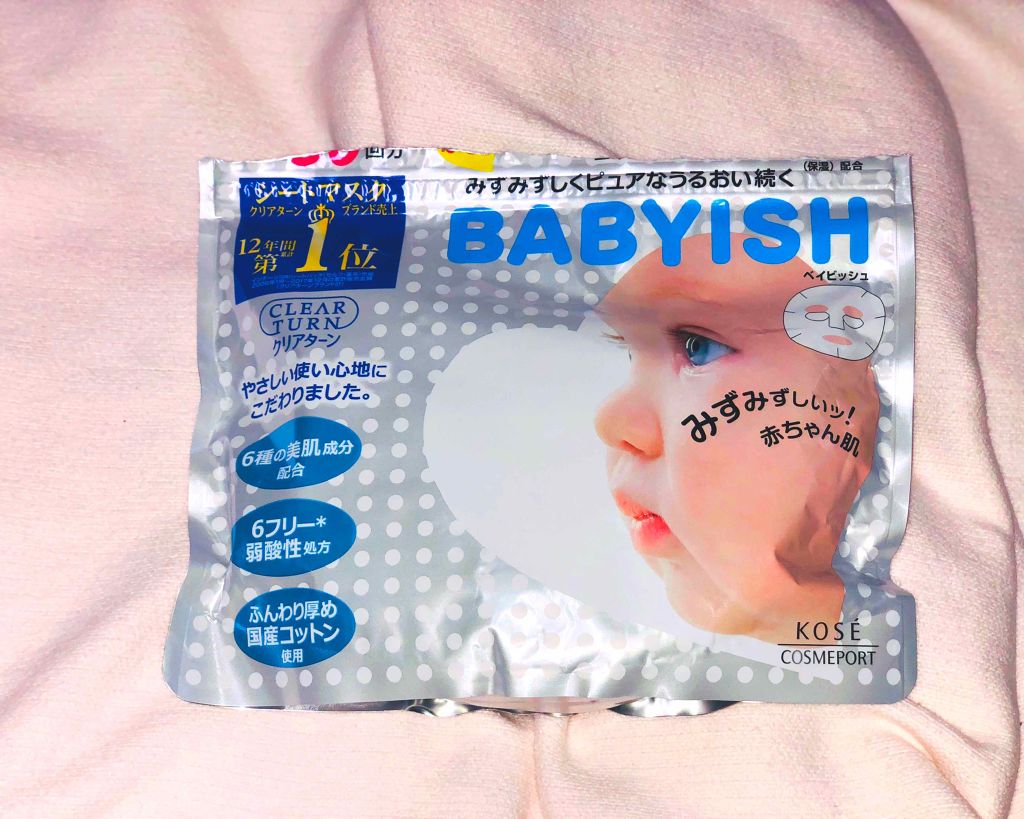 回分
みずみずしくピュアなうるおい続く
(保湿)配合
シートマスク
クリアターン ブランド売上
12年間
累計
第1位
BABYISH
ベイビッシュ
CLEAR
TURN
クリアターン
やさしい使い心地に
こだわりました。
6種の美肌成分
配合
6フリー*
弱酸性処方
ふんわり厚め
国産コットン
使用
みずみずしいッ!
赤ちゃん肌
KOSÉ
COSMEPORT